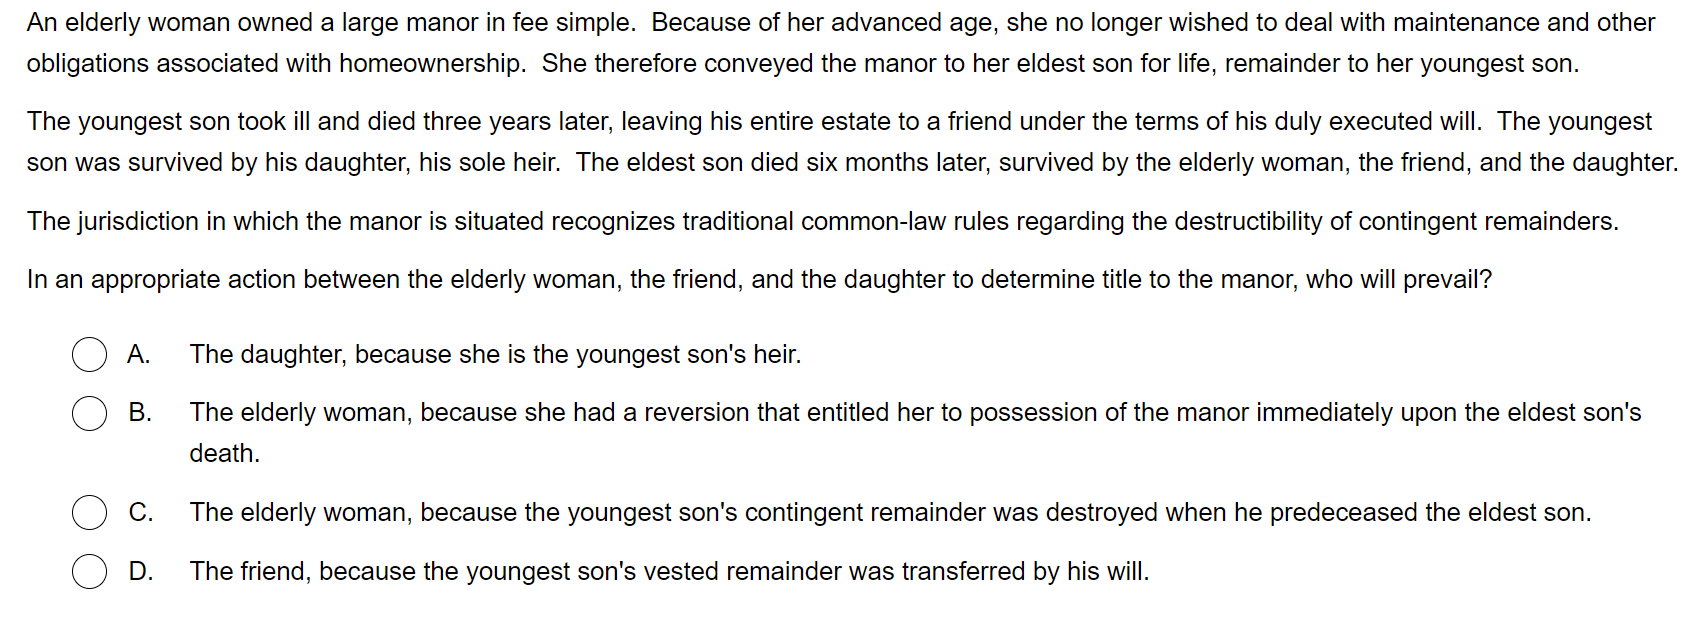 An elderly woman owned a large manor in fee simple.  Because of her advanced age, she no longer wished to deal with maintenance and other
obligations associated with homeownership.  She therefore conveyed the manor to her eldest son for life, remainder to her youngest son.
The youngest son took ill and died three years later, leaving his entire estate to a friend under the terms of his duly executed will.  The youngest
son was survived by his daughter, his sole heir.  The eldest son died six months later, survived by the elderly woman, the friend, and the daughter.
The jurisdiction in which the manor is situated recognizes traditional common-law rules regarding the destructibility of contingent remainders.
In an appropriate action between the elderly woman, the friend, and the daughter to determine title to the manor, who will prevail?
A. The daughter, because she is the youngest son's heir.
B. The elderly woman, because she had a reversion that entitled her to possession of the manor immediately upon the eldest son's
death.
C. The elderly woman, because the youngest son's contingent remainder was destroyed when he predeceased the eldest son.
D. The friend, because the youngest son's vested remainder was transferred by his will.